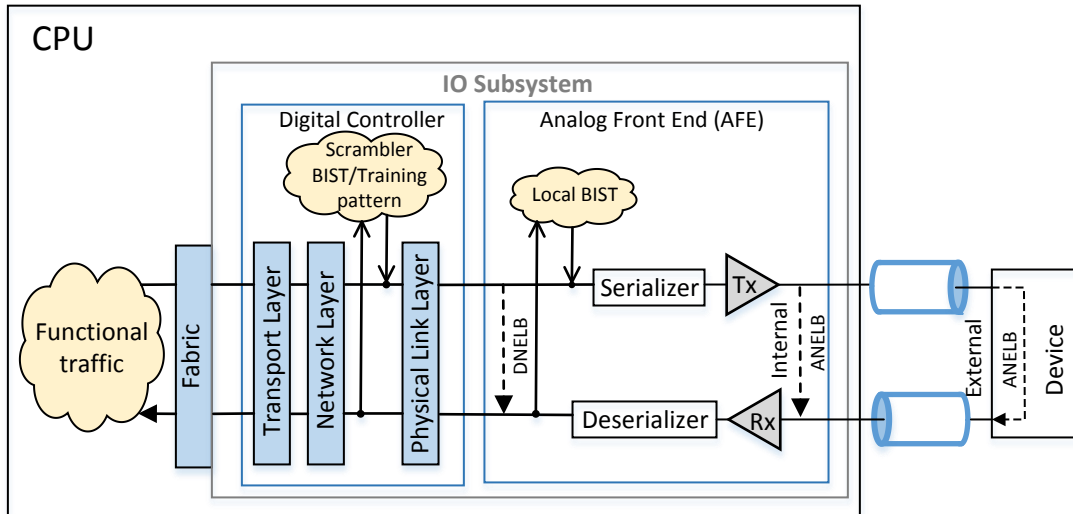 CPU
IO Subsystem
Digital Controller
Analog Front End (AFE)
Scrambler
BIST/Training
pattern
Local BIST
Functional
traffic
Fabric
Transport Layer
Network Layer
Physical Link Layer
DNELB
Serializer
Tx
Deserializer
Rx
Internal
ANELB
External
ANELB
Device